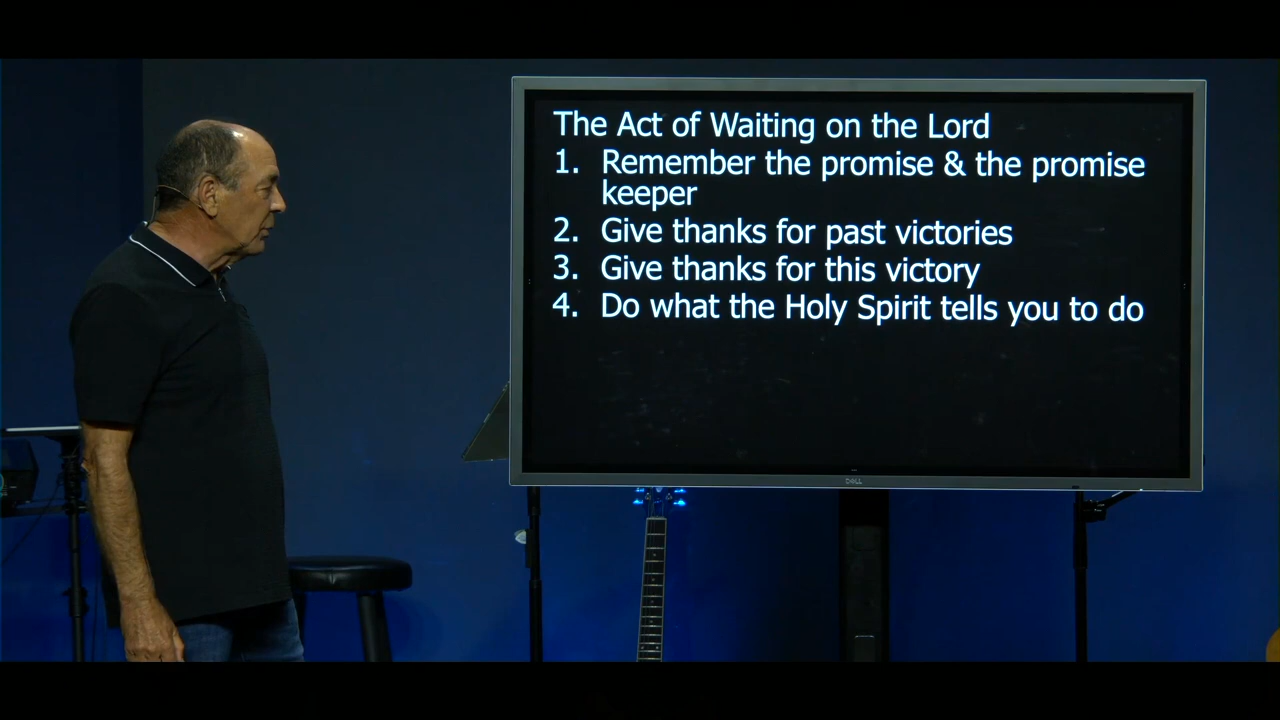 The Act of Waiting on the Lord
1. Remember the promise & the promise
keeper
2. Give thanks for past victories
3. Give thanks for this victory
4. Do what the Holy Spirit tells you to do
DELL